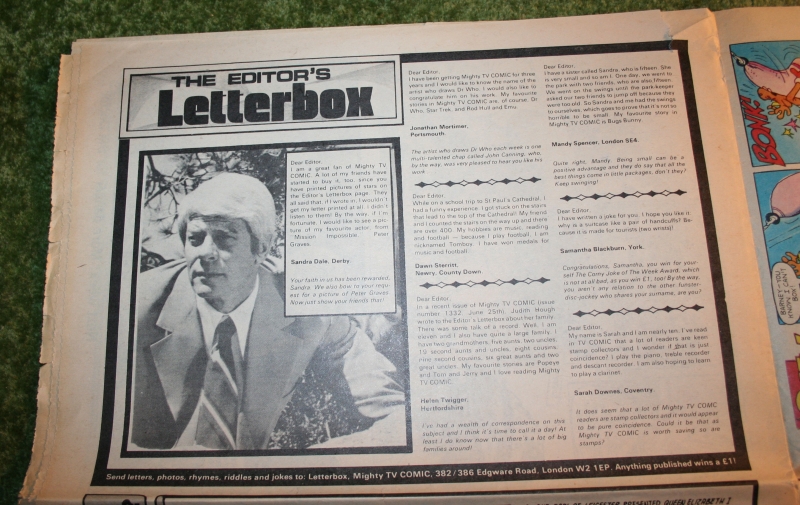 THE EDITOR'S
Letterbox
Dear Editor,
I am a great fan of Mighty TV
COMIC. A lot of my friends have
started to buy it, too, since you
have printed pictures of stars on
the Editor's Letterbox page. They
all said, if I wrote in, I wouldn't
get my letter printed at all. I didn't
listen to them! By the way, if I'm
fortunate, I would like to see a pic-
ture of my favourite actor, from
'Mission Impossible, Peter
Graves.
Sandra Dale, Derby.
Your faith in us has been rewarded,
Sandra. We also bow to your requ-
est for a picture of Peter Graves.
Now just show your friends that!
Dear Editor,
I have been getting Mighty TV COMIC for three
years and I would like to know the name of the
artist who draws Dr Who. I would also like to
congratulate him on his work. My favourite
stories in Mighty TV COMIC are, of course, Dr
Who, Star Trek, and Rod Hull and Emu.
Jonathan Mortimer,
Portsmouth.
The artist who draws Dr Who each week is one
multi-talented chap called John Canning, who,
by the way, was very pleased to hear you like his
work.
Dear Editor,
While on a school trip to St Paul's Cathedral, I
had a funny experience. I got stuck on the stairs
what lead to the top of the Cathedral! My friend
and I counted the stairs on the way up and there
are over 400. My hobbies are music, reading
and football — because I play football, I am
nicknamed Tomboy. I have won medals for
music and football.
Dawn Sterrist,
Newry, County Down.
Dear Editor,
In a recent issue of Mighty TV COMIC (issue
number 1332, June 25th), Judith Hough
wrote to the Editor's Letterbox about her family.
There was some talk of a record. Well, I am
eleven and I also have quite a large family. I
have two grandmothers, five aunts, two uncles,
19 second aunts and uncles, eight cousins,
nine second cousins, six great aunts and two
great uncles. My favourite stories are Popeye
and Tom and Jerry and I love reading Mighty
TV COMIC.
Helen Twigger,
Hertfordshire.
I've had a wealth of correspondence on this
subject and I think it's time to call it a day! At
least I do know now that there is a lot of big
families around!
Dear Editor,
I have a sister called Sandra, who is fifteen. She
is very small and so am I. One day, we went to
the park with two friends, who are also fifteen.
We went on the swings until the park-keeper
asked our two friends to jump off because they
were too old. So Sandra and me had the swings
to ourselves, which goes to prove that it's not so
horrible to be small. My favourite story in
Mighty TV COMIC is Bugs Bunny.
Mandy Spencer, London SE4.
Quite right, Mandy. Being small can be a
positive advantage and they do say that all the
best things come in little packages, don't they?
Keep swinging!
Dear Editor,
I have written a joke for you. I hope you like it.
why is a suitcase like a pair of handcuffs? Be-
cause it is made for tourists (two wrists)!
Samantha Blackburn, York.
Congratulations, Samantha, you win for your-
self The Corny Joke of The Week Award, which
is not at all bad, as you win £1, too! By the way,
you aren't any relation to the other funster-
disc-jockey who shares your surname, are you?
Dear Editor,
My name is Sarah and I am nearly ten. I've read
in TV COMIC that a lot of readers are keen
stamp collectors and I wonder if that is just
coincidence? I play the piano, treble recorder
and descant recorder. I am also hoping to learn
to play a clarinet.
Sarah Downes, Coventry.
It does seem that a lot of Mighty TV COMIC
readers are stamp collectors and it would appear
to be pure coincidence. Could it be that as
Mighty TV COMIC is worth saving so are
stamps?
Send letters, photos, rhymes, riddles and jokes to: Letterbox, Mighty TV COMIC, 382/386 Edgware Road, London W2 1EP. Anything published wins a £1!
LEICESTER PRESENTED QUEEN ELIZABETH I
BONK!